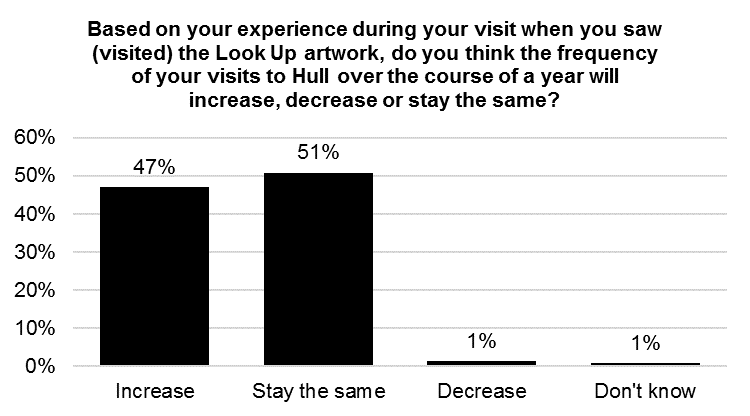 Based on your experience during your visit when you saw
(visited) the Look Up artwork, do you think the frequency
of your visits to Hull over the course of a year will
increase, decrease or stay the same?
60%
50%
40%
30%
20%
10%
0%
47%
51%
1%
1%
Increase
Stay the same
Decrease
Don't know